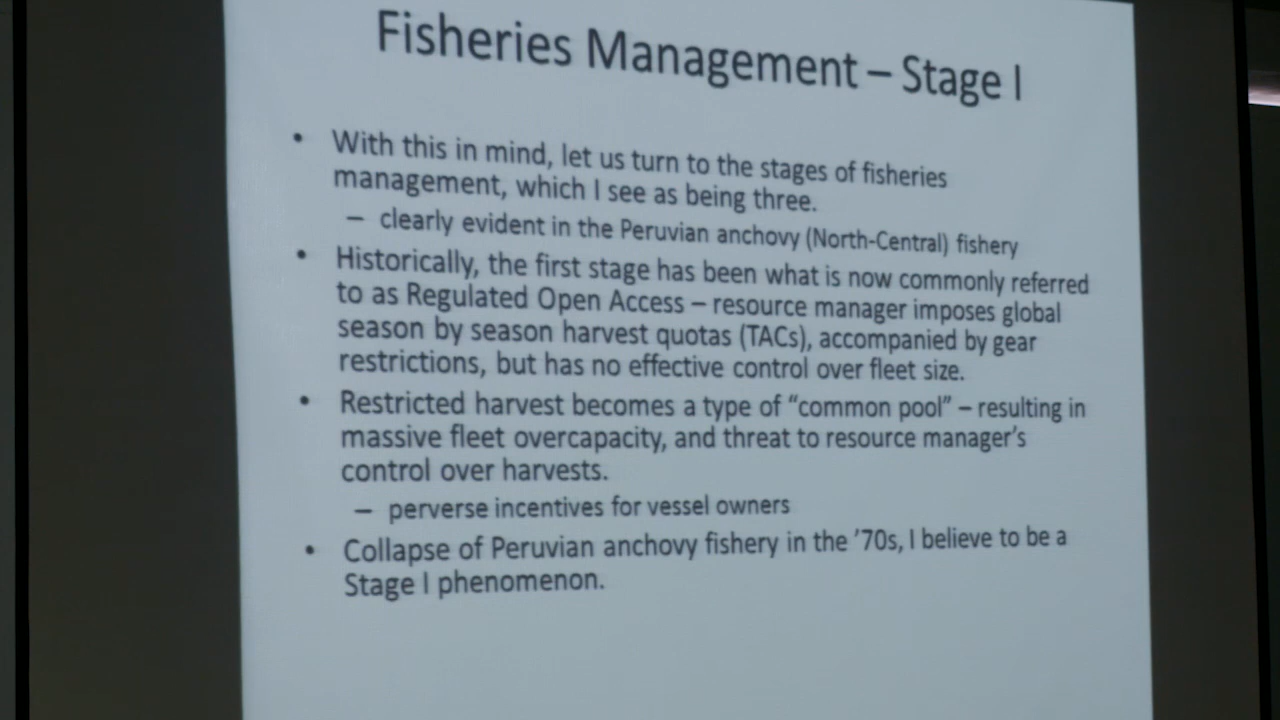 Fisheries Management – Stage I
• With this in mind, let us turn to the stages of fisheries
management, which I see as being three.
– clearly evident in the Peruvian anchovy (North-Central) fishery
• Historically, the first stage has been what is now commonly referred
to as Regulated Open Access – resource manager imposes global
season by season harvest quotas (TACs), accompanied by gear
restrictions, but has no effective control over fleet size.
• Restricted harvest becomes a type of “common pool” – resulting in
massive fleet overcapacity, and threat to resource manager’s
control over harvests.
– perverse incentives for vessel owners
• Collapse of Peruvian anchovy fishery in the ’70s, I believe to be a
Stage I phenomenon.